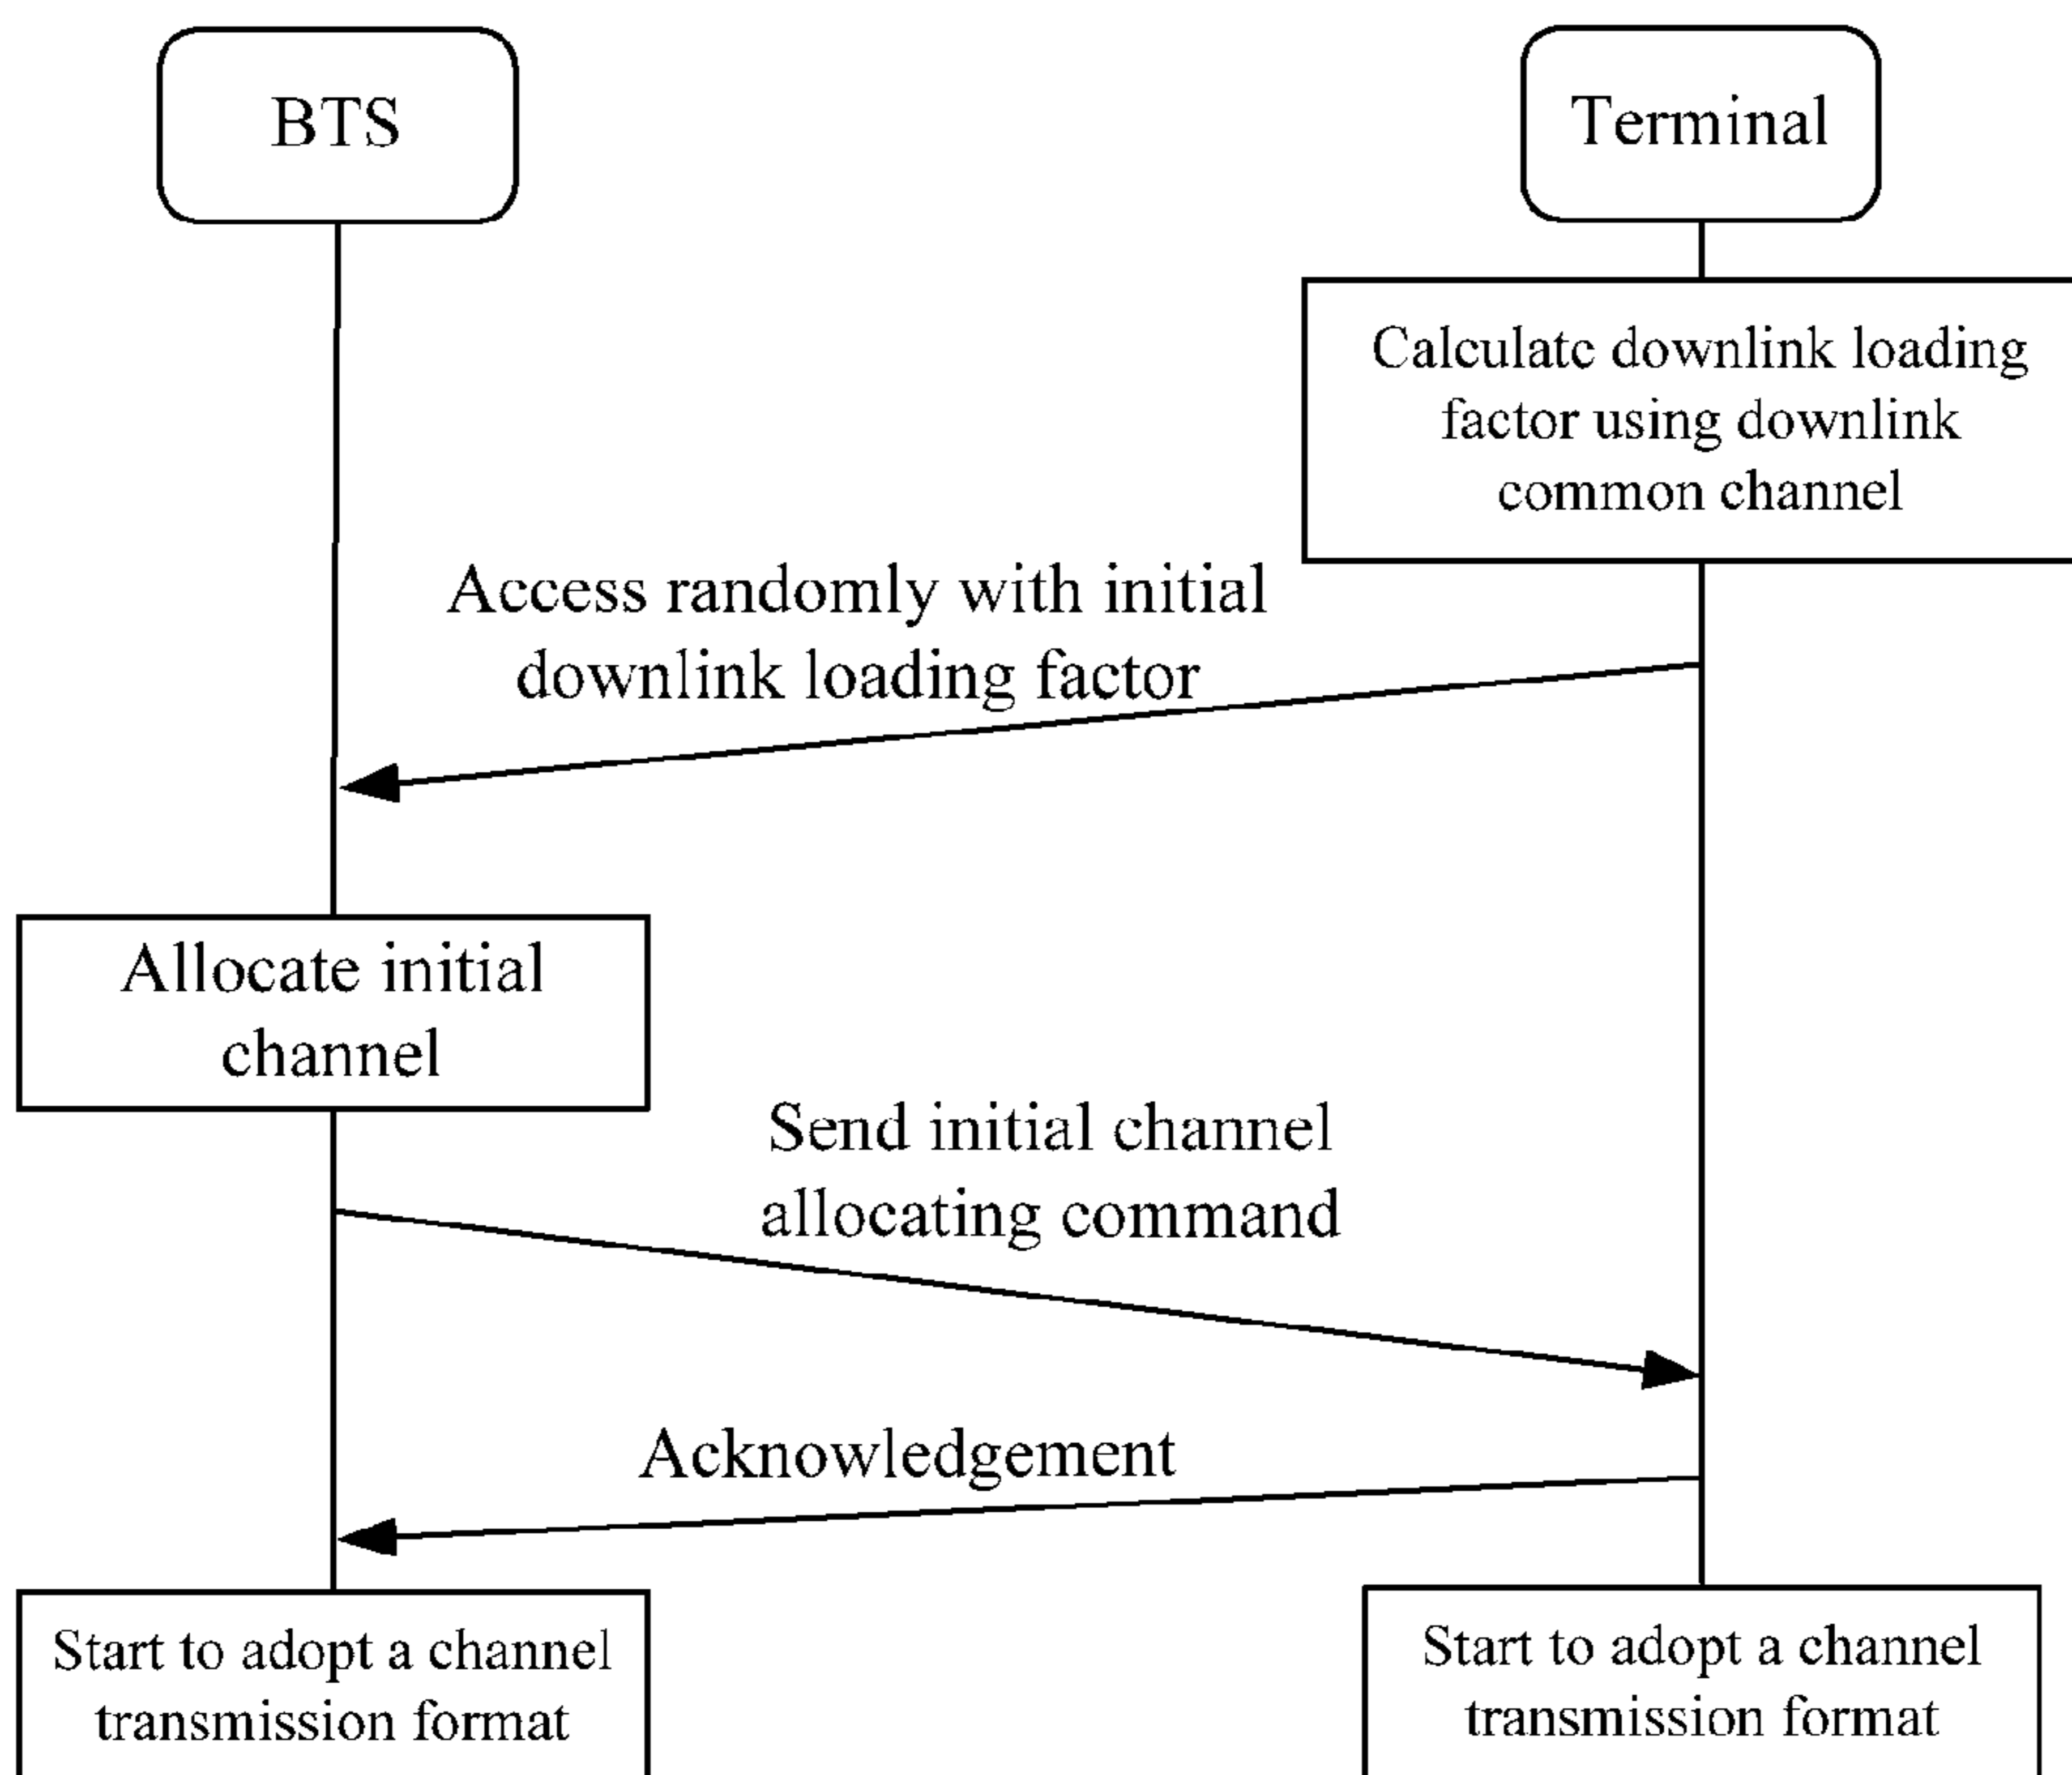 BTS
Terminal
Calculate downlink loading
factor using downlink
common channel
Access randomly with initial
downlink loading factor
Allocate initial
channel
Send initial channel
allocating command
Acknowledgement
Start to adopt a channel
transmission format
Start to adopt a channel
transmission format